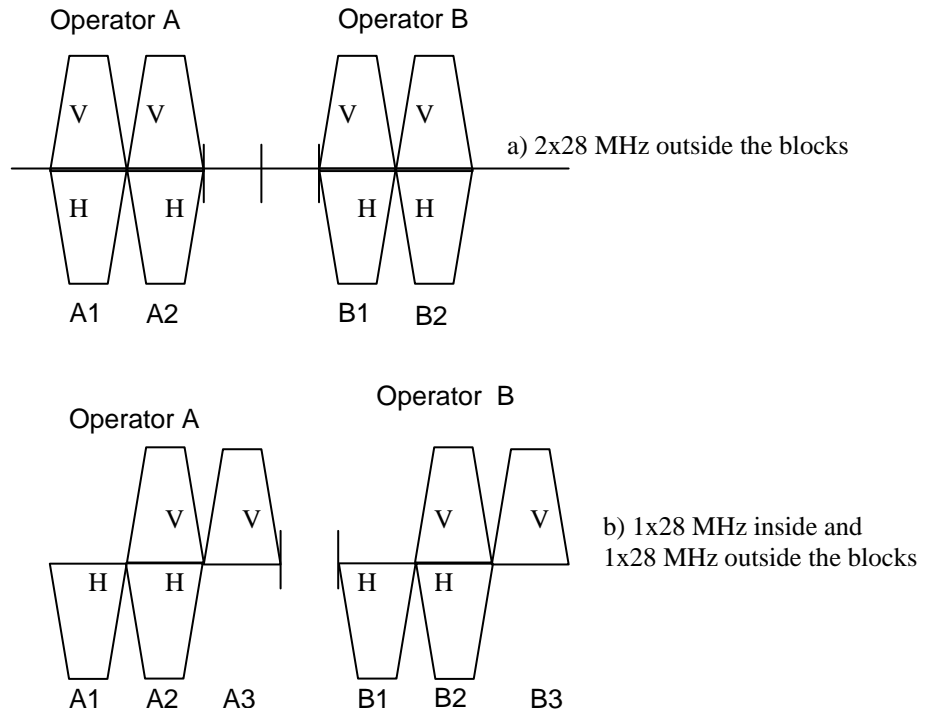 Operator A
Operator B
V V V V
a) 2x28 MHz outside the blocks
H H H H
A1 A2 B1 B2
Operator B
Operator A
V V V V
b) 1x28 MHz inside and
1x28 MHz outside the blocks
H H H H
A1 A2 A3 B1 B2 B3